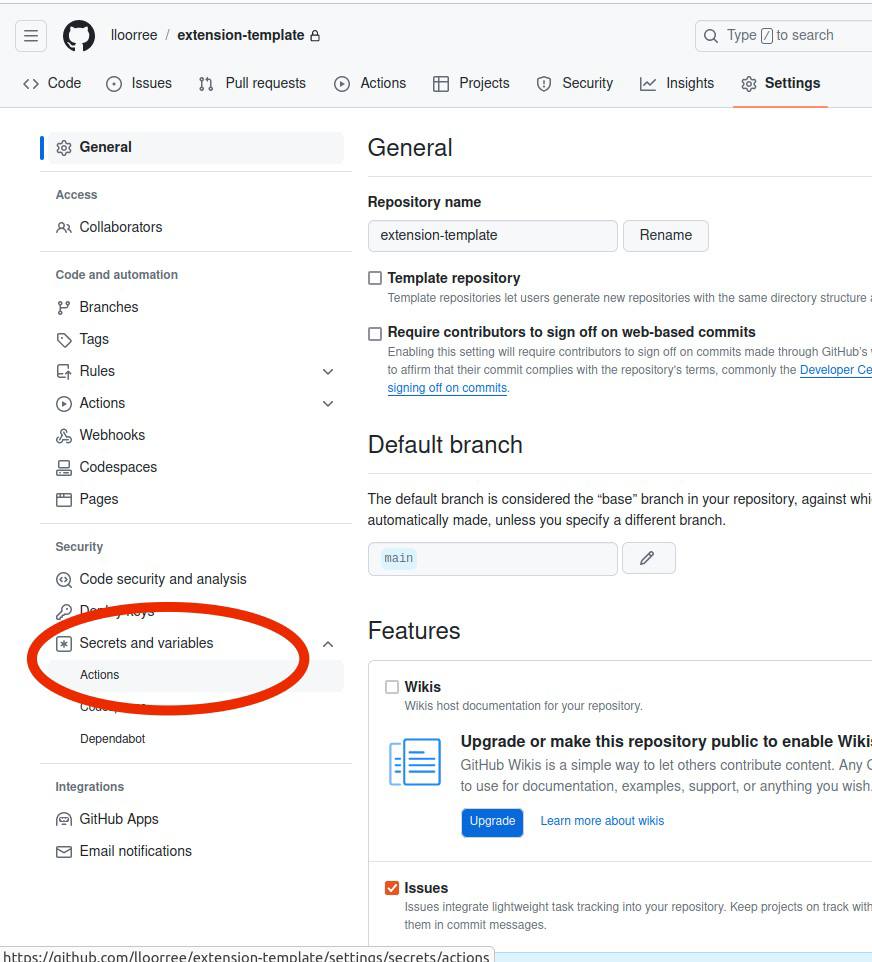 lloorree / extension-template
Type / to search
Code Issues Pull requests Actions Projects Security Insights Settings
General
Access
Collaborators
Code and automation
Branches
Tags
Rules
Actions
Webhooks
Codespaces
Pages
Security
Code security and analysis
Deploy keys
Secrets and variables
Actions
Dependabot
Integrations
GitHub Apps
Email notifications
General
Repository name
extension-template Rename
Template repository
Template repositories let users generate new repositories with the same directory structure
Require contributors to sign off on web-based commits
Enabling this setting will require contributors to sign off on commits made through GitHub's
to affirm that their commit complies with the repository's terms, commonly the Developer Ce
signing off on commits.
Default branch
The default branch is considered the “base” branch in your repository, against whi
automatically made, unless you specify a different branch.
main
Features
Wikis
Wikis host documentation for your repository.
Upgrade or make this repository public to enable Wikis
GitHub Wikis is a simple way to let others contribute content. Any G
to use for documentation, examples, support, or anything you wish.
Upgrade Learn more about wikis
Issues
Issues integrate lightweight task tracking into your repository. Keep projects on track with
them in commit messages.
https://github.com/lloorree/extension-template/settings/secrets/actions